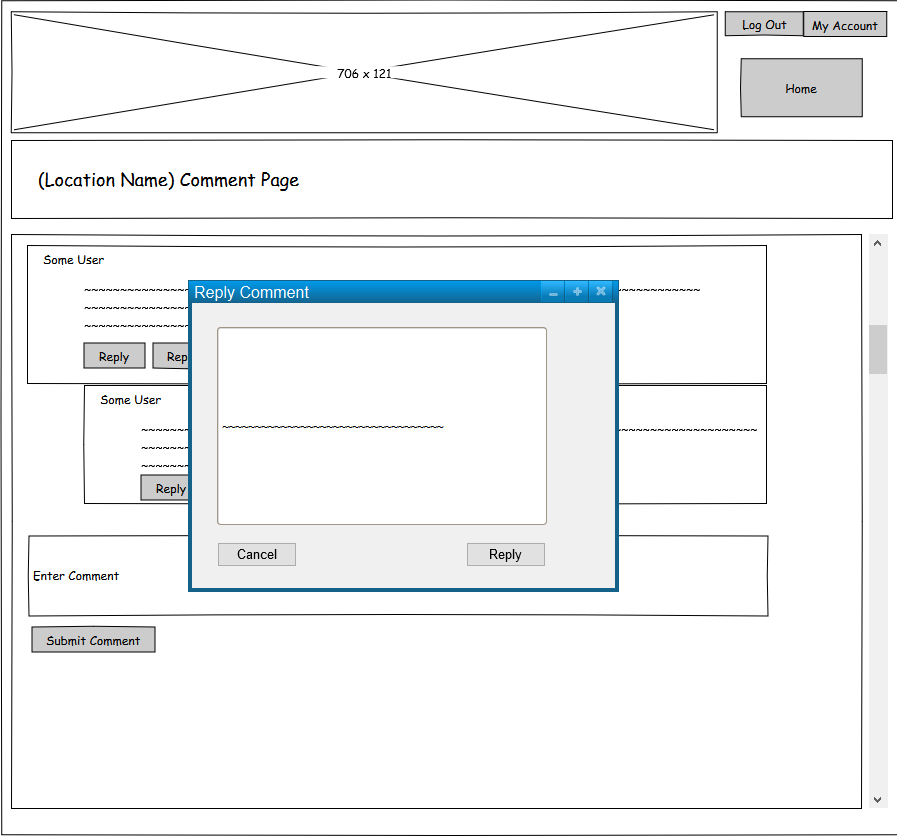 Log Out
My Account
706 x 121
Home
(Location Name) Comment Page
Some User
Reply Comment
Reply
Rep
Some User
Reply
Cancel
Reply
Enter Comment
Submit Comment